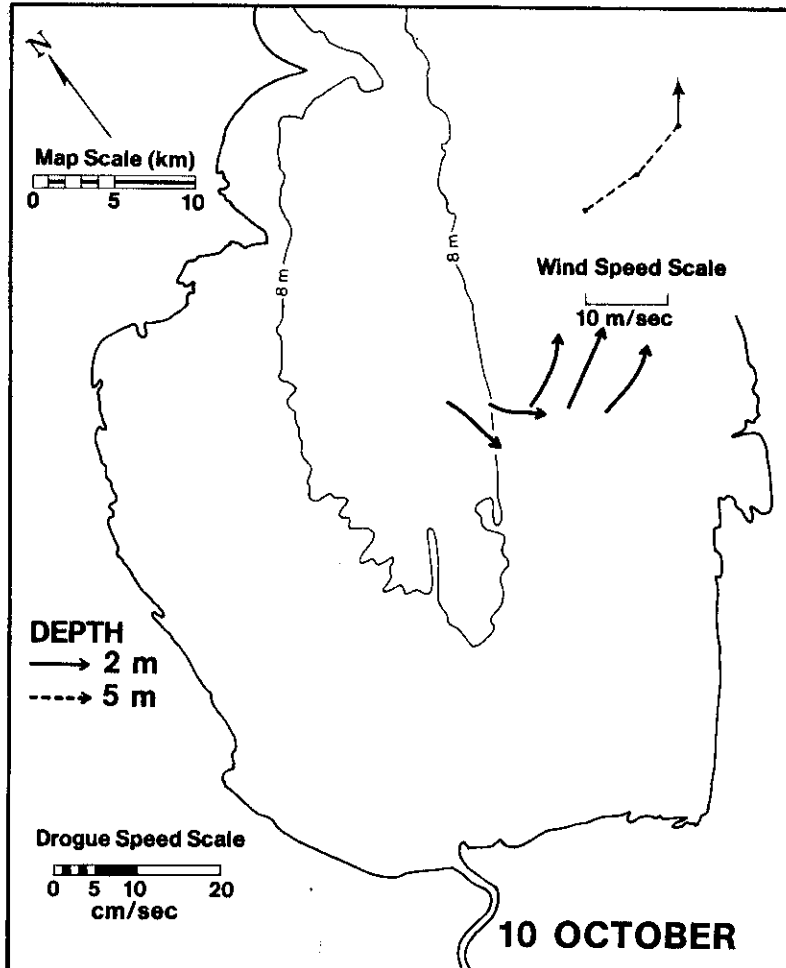 N
Map Scale (km)
0 5 10
8 m
8 m
Wind Speed Scale
10 m/sec
DEPTH
2 m
5 m
Drogue Speed Scale
0 5 10 20
cm/sec
10 OCTOBER